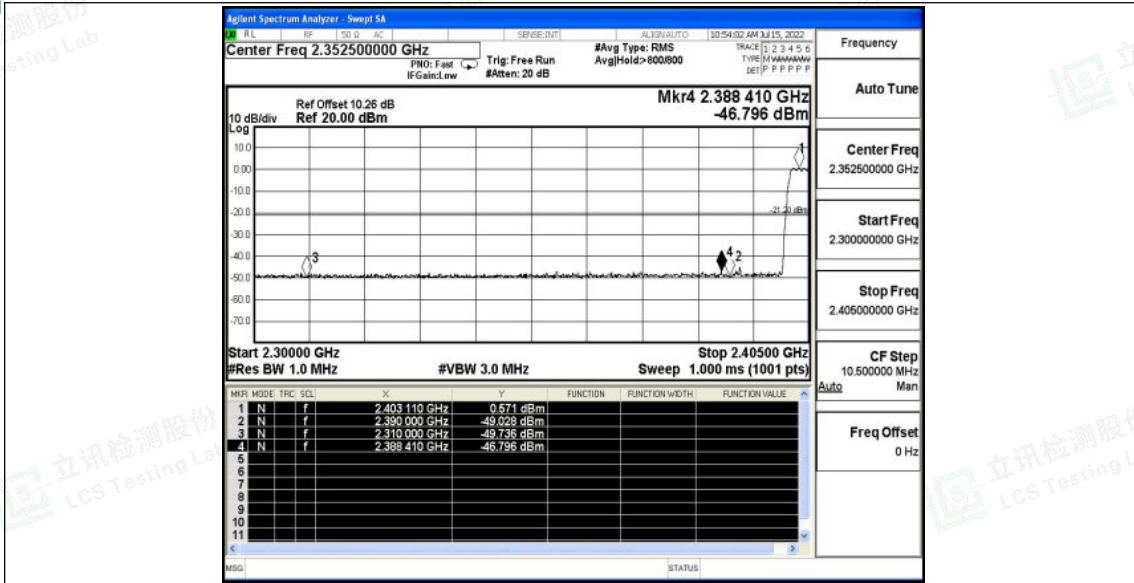 Agilent Spectrum Analyzer - Swept SA
RL RF 50 Ω AC SENSE:INT ALIGN AUTO 10:54:02 AM Jul 15, 2022
Center Freq 2.352500000 GHz
PNO: Fast
IFGain:Low
Trig: Free Run
#Atten: 20 dB
#Avg Type: RMS
Avg|Hold:>800/800
TRACE 1 2 3 4 5 6
TYPE M
DET P P P P P P
Frequency
Mkr4 2.388 410 GHz
-46.796 dBm
Ref Offset 10.26 dB
Ref 20.00 dBm
10 dB/div
Log
10.0
0.00
-10.0
-20.0
-30.0
-40.0
-50.0
-60.0
-70.0
1
-21.20 dBm
3
4
2
Start 2.30000 GHz
Stop 2.40500 GHz
#Res BW 1.0 MHz
#VBW 3.0 MHz
Sweep 1.000 ms (1001 pts)
MKR MODE TRC SCL X Y FUNCTION FUNCTION WIDTH FUNCTION VALUE
1 N f 2.403 110 GHz 0.571 dBm
2 N f 2.390 000 GHz -49.028 dBm
3 N f 2.310 000 GHz -49.736 dBm
4 N f 2.388 410 GHz -46.796 dBm
5
6
7
8
9
10
11
MSG
STATUS
Auto Tune
Center Freq
2.352500000 GHz
Start Freq
2.300000000 GHz
Stop Freq
2.405000000 GHz
CF Step
10.500000 MHz
Auto Man
Freq Offset
0 Hz
立讯检测股份
LCS Testing Lab
立讯检测股份